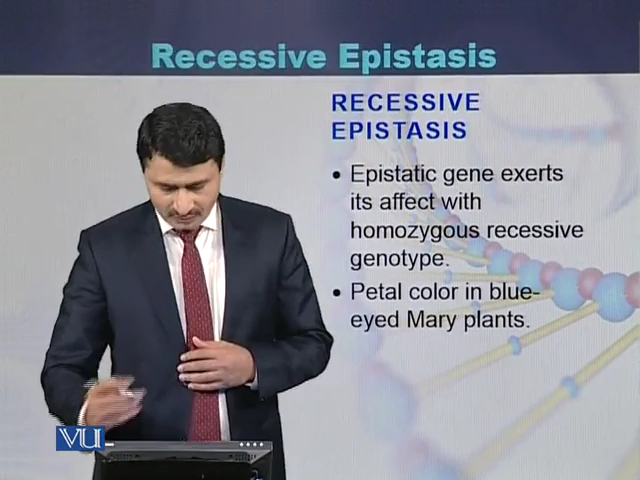 Recessive Epistasis
RECESSIVE
EPISTASIS
• Epistatic gene exerts
its affect with
homozygous recessive
genotype.
• Petal color in blue-
eyed Mary plants.
VU